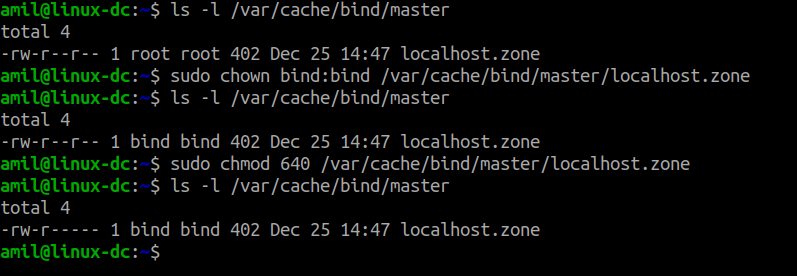 amil@linux-dc:~$ ls -l /var/cache/bind/master
total 4
-rw-r--r-- 1 root root 402 Dec 25 14:47 localhost.zone
amil@linux-dc:~$ sudo chown bind:bind /var/cache/bind/master/localhost.zone
amil@linux-dc:~$ ls -l /var/cache/bind/master
total 4
-rw-r--r-- 1 bind bind 402 Dec 25 14:47 localhost.zone
amil@linux-dc:~$ sudo chmod 640 /var/cache/bind/master/localhost.zone
amil@linux-dc:~$ ls -l /var/cache/bind/master
total 4
-rw-r----- 1 bind bind 402 Dec 25 14:47 localhost.zone
amil@linux-dc:~$